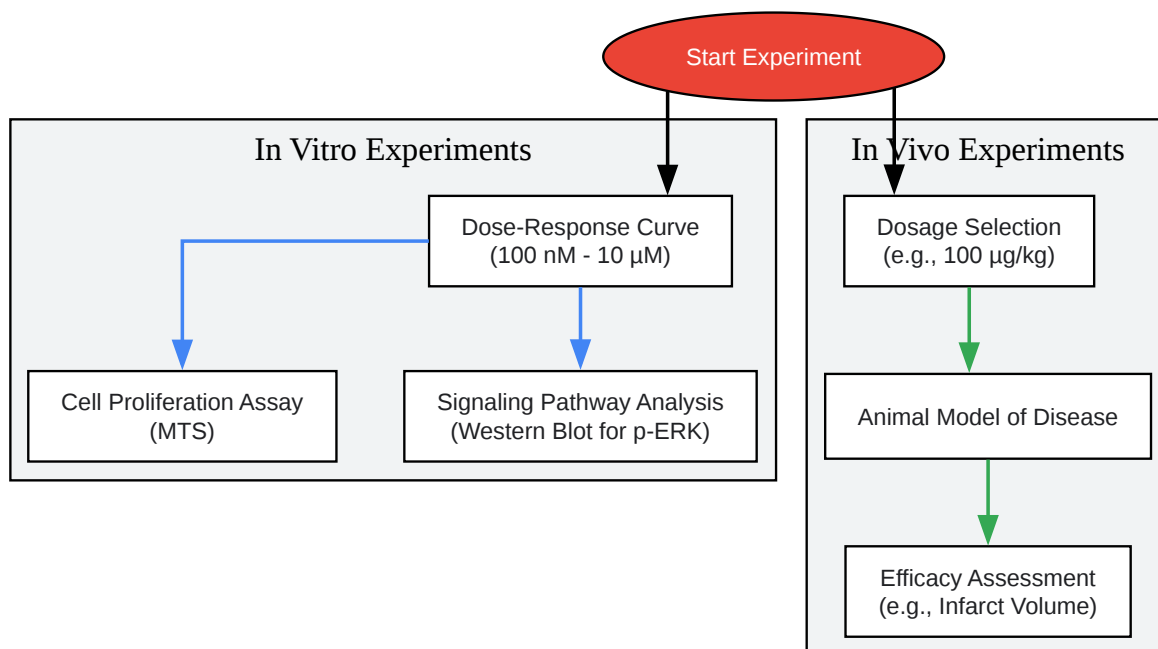 Start Experiment
In Vitro Experiments
Dose-Response Curve
(100 nM - 10 µM)
Cell Proliferation Assay
(MTS)
Signaling Pathway Analysis
(Western Blot for p-ERK)
In Vivo Experiments
Dosage Selection
(e.g., 100 µg/kg)
Animal Model of Disease
Efficacy Assessment
(e.g., Infarct Volume)